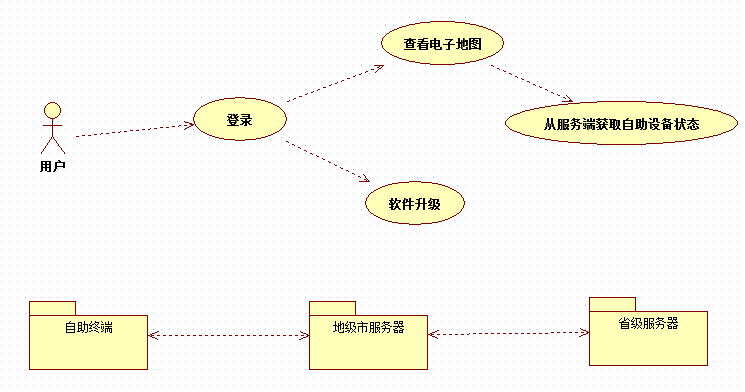 查看电子地图
登录
从服务端获取自助设备状态
用户
软件升级
自助终端
地级市服务器
省级服务器